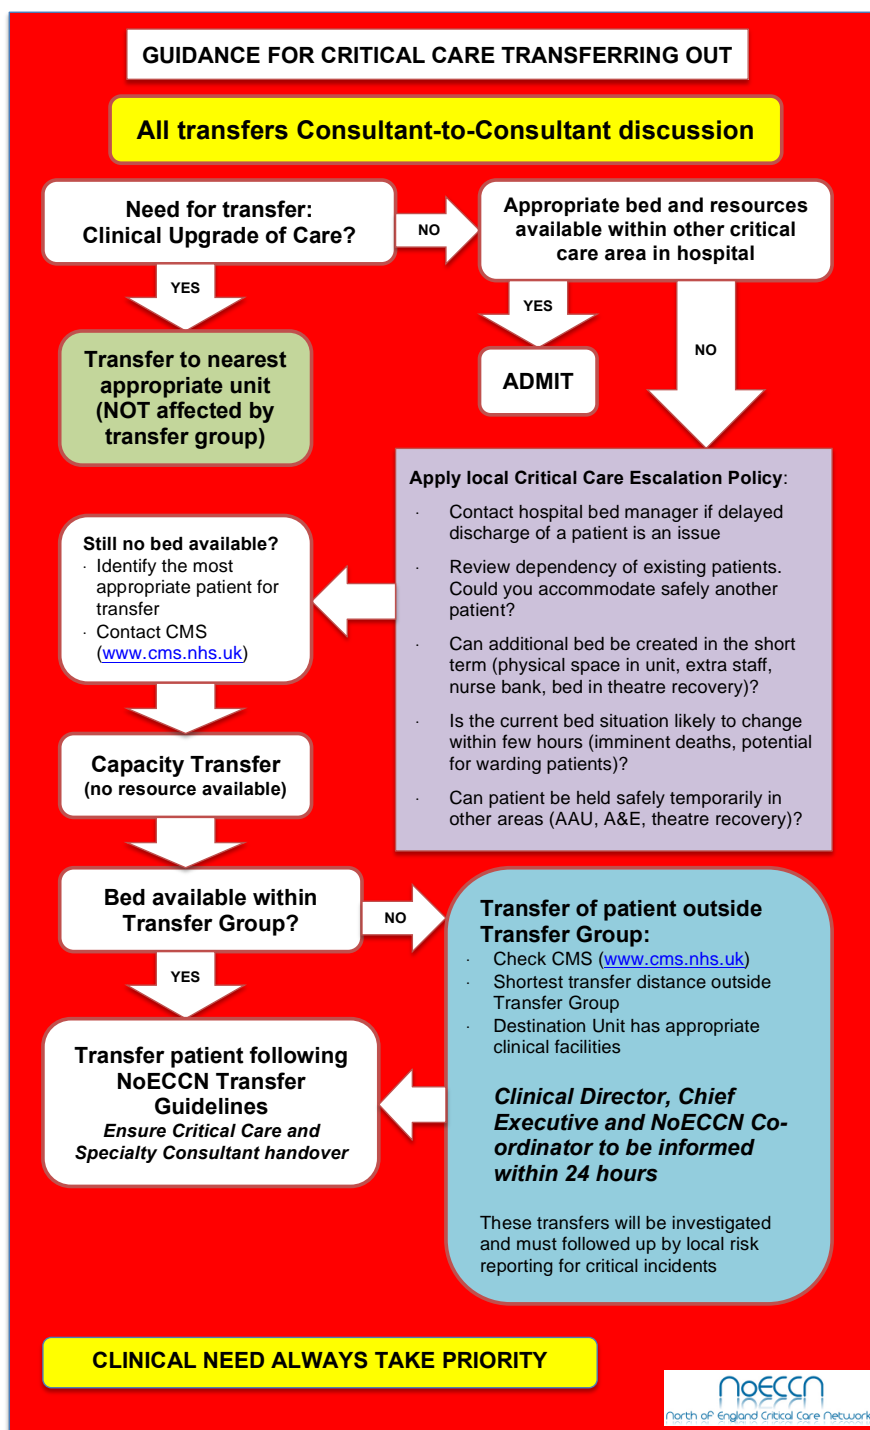 GUIDANCE FOR CRITICAL CARE TRANSFERRING OUT
All transfers Consultant-to-Consultant discussion
Need for transfer:
Clinical Upgrade of Care?
NO
Appropriate bed and resources
available within other critical
care area in hospital
YES
YES
NO
Transfer to nearest
appropriate unit
(NOT affected by
transfer group)
ADMIT
Apply local Critical Care Escalation Policy:
· Contact hospital bed manager if delayed
discharge of a patient is an issue
· Review dependency of existing patients.
Could you accommodate safely another
patient?
· Can additional bed be created in the short
term (physical space in unit, extra staff,
nurse bank, bed in theatre recovery)?
· Is the current bed situation likely to change
within few hours (imminent deaths, potential
for warding patients)?
· Can patient be held safely temporarily in
other areas (AAU, A&E, theatre recovery)?
Still no bed available?
· Identify the most
appropriate patient for
transfer
· Contact CMS
(www.cms.nhs.uk)
Capacity Transfer
(no resource available)
Bed available within
Transfer Group?
NO
YES
Transfer of patient outside
Transfer Group:
· Check CMS (www.cms.nhs.uk)
· Shortest transfer distance outside
Transfer Group
· Destination Unit has appropriate
clinical facilities
Clinical Director, Chief
Executive and NoECCN Co-
ordinator to be informed
within 24 hours
These transfers will be investigated
and must followed up by local risk
reporting for critical incidents
Transfer patient following
NoECCN Transfer
Guidelines
Ensure Critical Care and
Specialty Consultant handover
CLINICAL NEED ALWAYS TAKE PRIORITY
NoECCN
North of England Critical Care Network